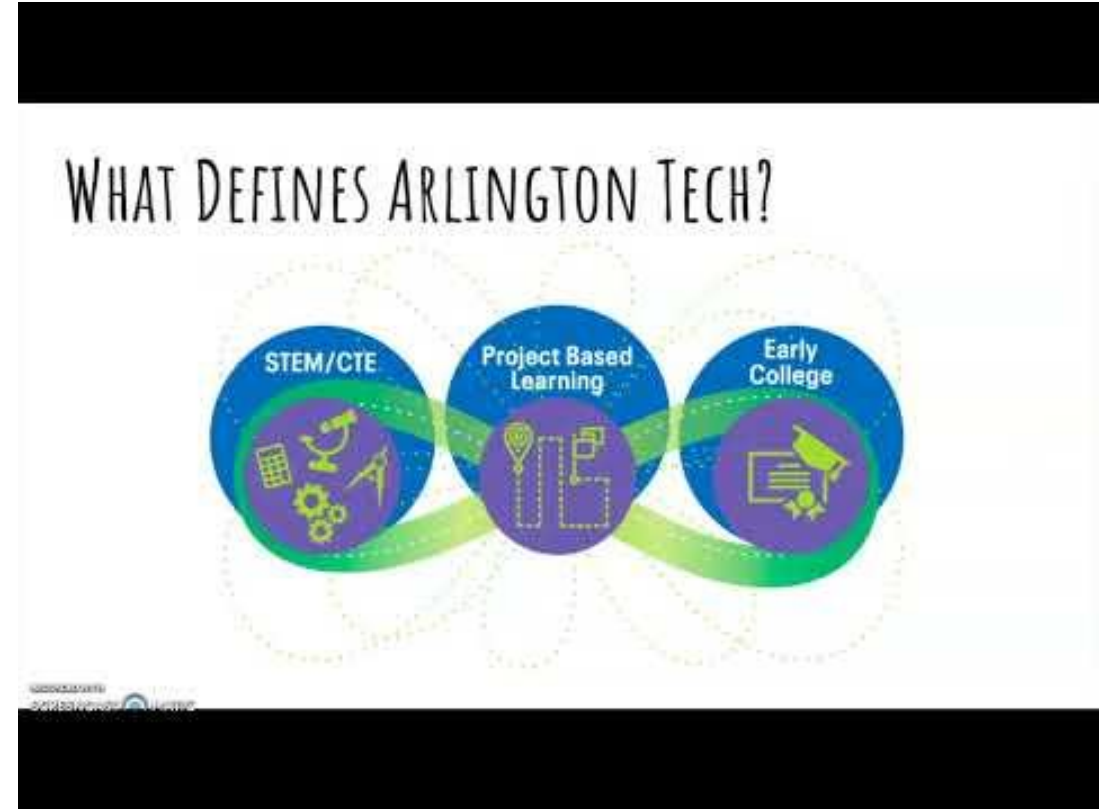 WHAT DEFINES ARLINGTON TECH?
STEM/CTE
Project Based
Learning
Early
College